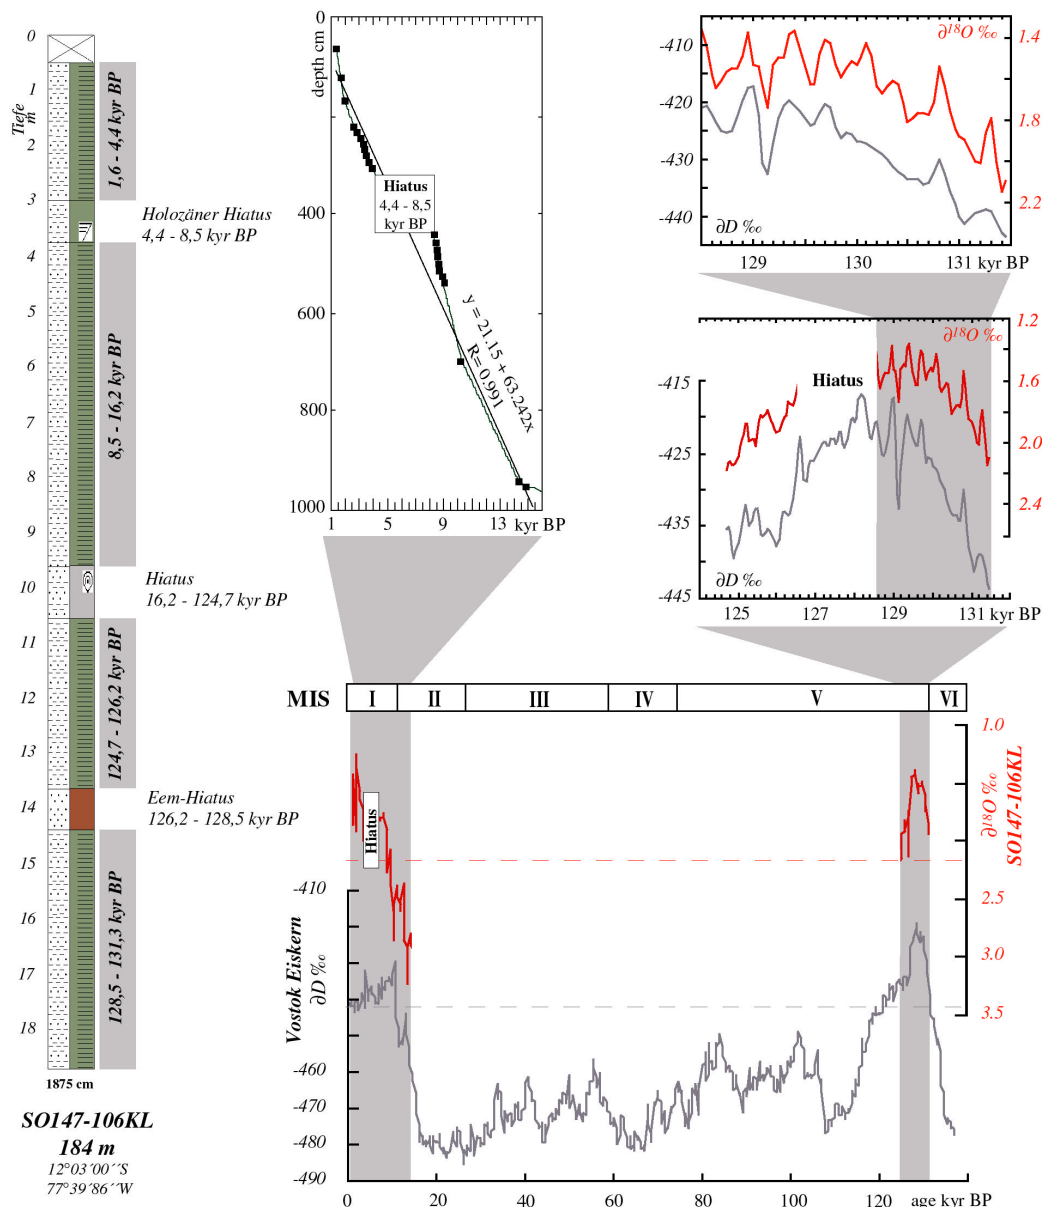 0
Tiefe
m
1
2
3
4
5
6
7
8
9
10
11
12
13
14
15
16
17
18
1,6 - 4,4 kyr BP
Holozäner Hiatus
4,4 - 8,5 kyr BP
8,5 - 16,2 kyr BP
Hiatus
16,2 - 124,7 kyr BP
124,7 - 126,2 kyr BP
Eem-Hiatus
126,2 - 128,5 kyr BP
128,5 - 131,3 kyr BP
1875 cm
SO147-106KL
184 m
12°03´00´´S
77°39´86´´W
depth cm
0
400
600
800
1000
1
5
9
13
kyr BP
Hiatus
4,4 - 8,5
kyr BP
y = 21.15 + 63.242x
R= 0.991
-410
-420
-430
-440
∂18O ‰
1.4
1.8
2.2
∂D ‰
129
130
131 kyr BP
-415
-425
-435
-445
∂18O ‰
1.2
1.6
2.0
2.4
Hiatus
∂D ‰
125
127
129
131 kyr BP
MIS
I
II
III
IV
V
VI
1.0
∂18O ‰
SO147-106KL
2.5
3.0
3.5
Hiatus
-410
Vostok Eiskern
∂D ‰
-460
-470
-480
-490
0
20
40
60
80
100
120
age kyr BP